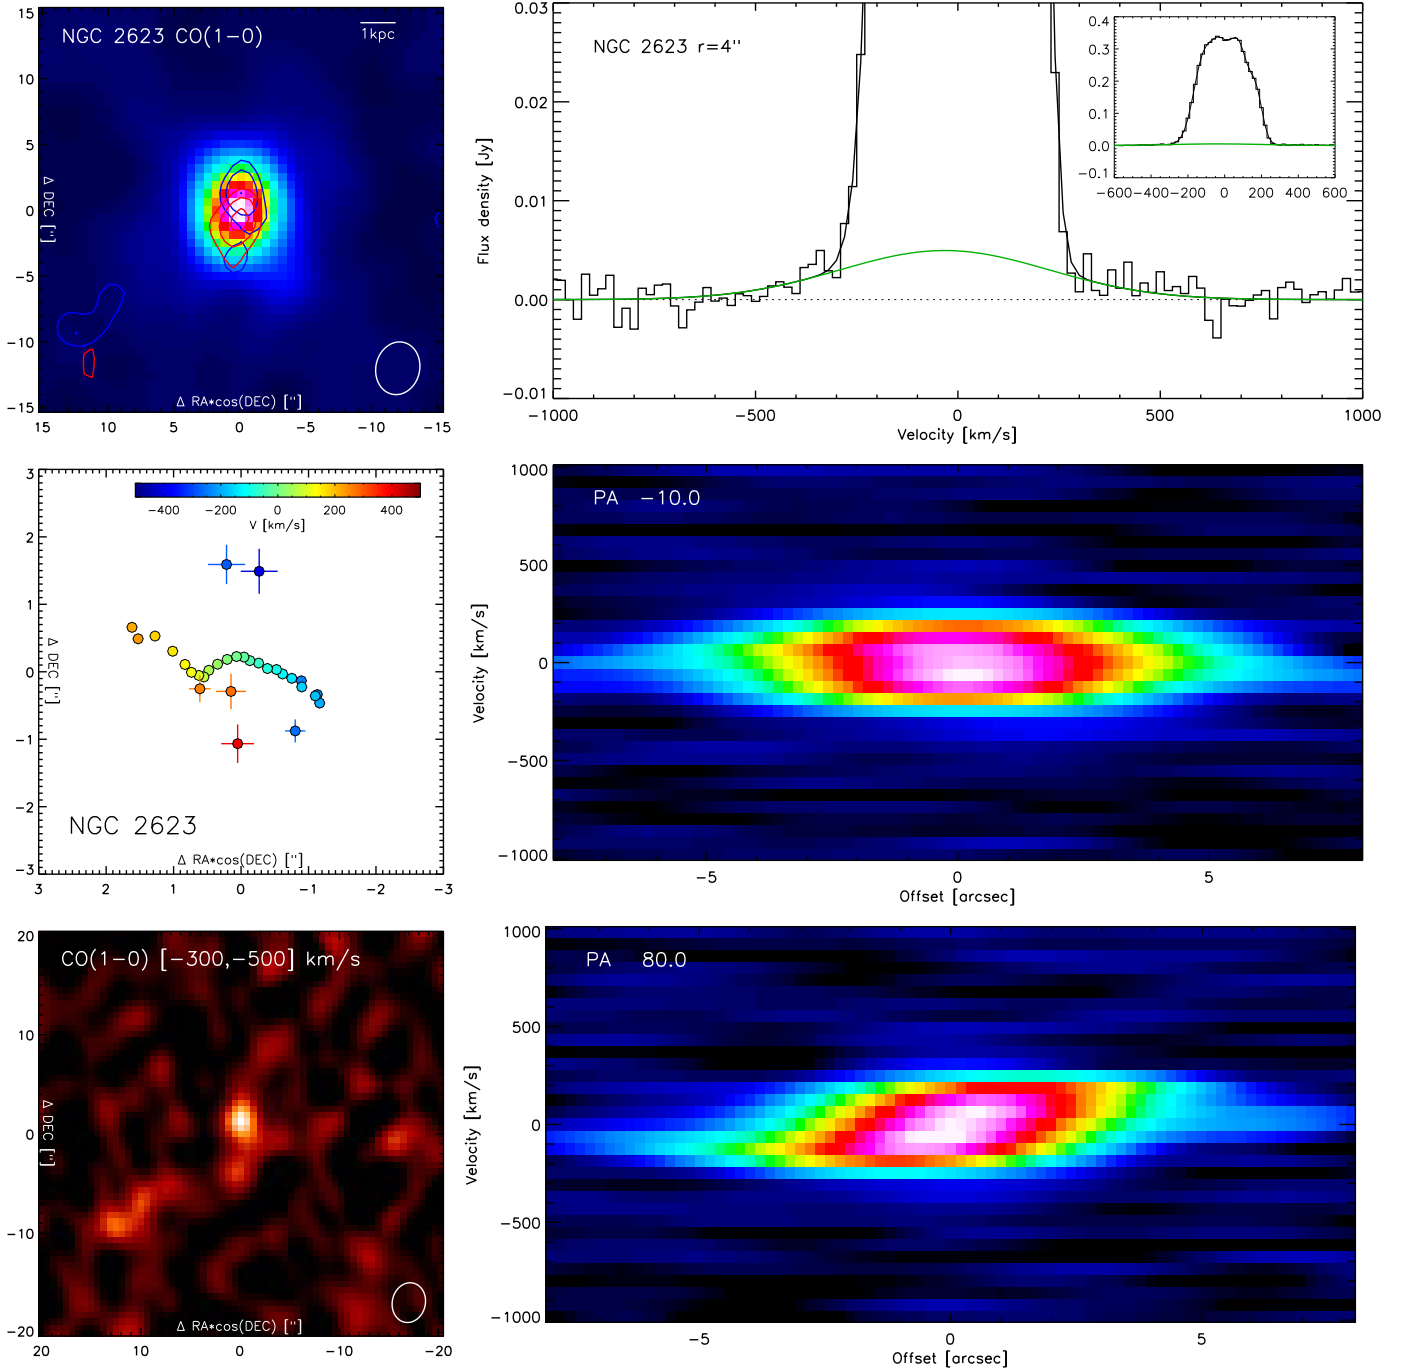 NGC 2623 CO(1-0)
1kpc
15
10
5
0
-5
-10
-15
Δ DEC ["]
Δ RA*cos(DEC) ["]
15 10 5 0 -5 -10 -15
NGC 2623 r=4"
0.03
0.02
0.01
0.00
-0.01
Flux density [Jy]
-1000 -500 0 500 1000
Velocity [km/s]
0.4
0.3
0.2
0.1
0.0
-0.1
-600 -400 -200 0 200 400 600
3
2
1
0
-1
-2
-3
-400 -200 0 200 400
V [km/s]
Δ DEC ["]
NGC 2623
Δ RA*cos(DEC) ["]
3 2 1 0 -1 -2 -3
PA -10.0
1000
500
0
-500
-1000
Velocity [km/s]
-5 0 5
Offset [arcsec]
CO(1-0) [-300,-500] km/s
20
10
0
-10
-20
Δ DEC ["]
Δ RA*cos(DEC) ["]
20 10 0 -10 -20
PA 80.0
1000
500
0
-500
-1000
Velocity [km/s]
-5 0 5
Offset [arcsec]